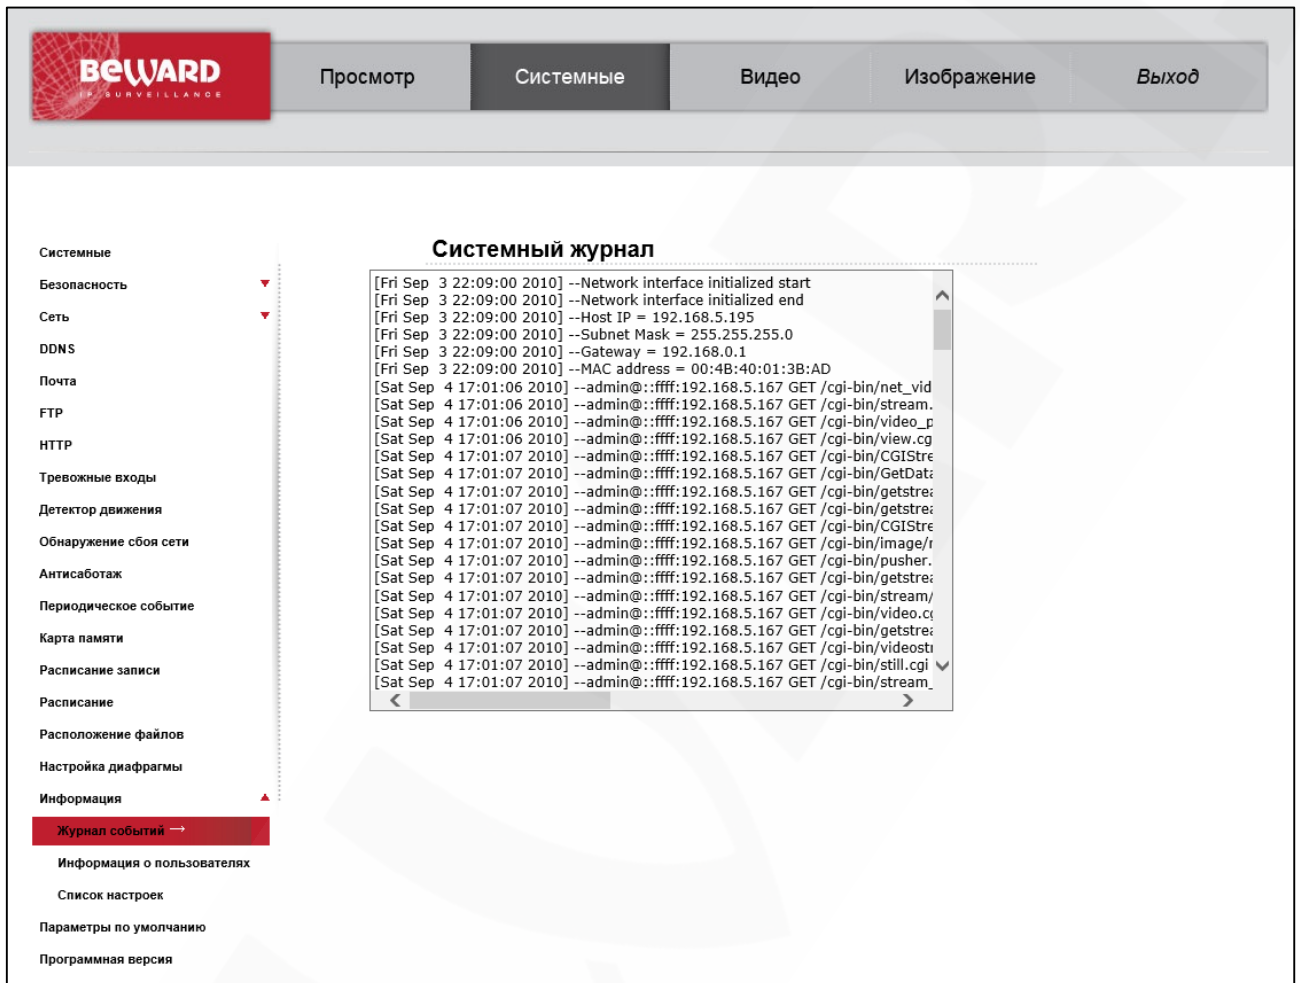 BEWARD
IP SURVEILLANCE
Просмотр
Системные
Видео
Изображение
Выход
Системные
Безопасность
Сеть
DDNS
Почта
FTP
HTTP
Тревожные входы
Детектор движения
Обнаружение сбоя сети
Антисаботаж
Периодическое событие
Карта памяти
Расписание записи
Расписание
Расположение файлов
Настройка диафрагмы
Информация
Журнал событий →
Информация о пользователях
Список настроек
Параметры по умолчанию
Программная версия
Системный журнал
[Fri Sep 3 22:09:00 2010] --Network interface initialized start
[Fri Sep 3 22:09:00 2010] --Network interface initialized end
[Fri Sep 3 22:09:00 2010] --Host IP = 192.168.5.195
[Fri Sep 3 22:09:00 2010] --Subnet Mask = 255.255.255.0
[Fri Sep 3 22:09:00 2010] --Gateway = 192.168.0.1
[Fri Sep 3 22:09:00 2010] --MAC address = 00:4B:40:01:3B:AD
[Sat Sep 4 17:01:06 2010] --admin@::ffff:192.168.5.167 GET /cgi-bin/net_vid
[Sat Sep 4 17:01:06 2010] --admin@::ffff:192.168.5.167 GET /cgi-bin/stream.
[Sat Sep 4 17:01:06 2010] --admin@::ffff:192.168.5.167 GET /cgi-bin/video_p
[Sat Sep 4 17:01:06 2010] --admin@::ffff:192.168.5.167 GET /cgi-bin/view.cg
[Sat Sep 4 17:01:07 2010] --admin@::ffff:192.168.5.167 GET /cgi-bin/CGIStre
[Sat Sep 4 17:01:07 2010] --admin@::ffff:192.168.5.167 GET /cgi-bin/GetData
[Sat Sep 4 17:01:07 2010] --admin@::ffff:192.168.5.167 GET /cgi-bin/getstrea
[Sat Sep 4 17:01:07 2010] --admin@::ffff:192.168.5.167 GET /cgi-bin/getstrea
[Sat Sep 4 17:01:07 2010] --admin@::ffff:192.168.5.167 GET /cgi-bin/CGIStre
[Sat Sep 4 17:01:07 2010] --admin@::ffff:192.168.5.167 GET /cgi-bin/image/r
[Sat Sep 4 17:01:07 2010] --admin@::ffff:192.168.5.167 GET /cgi-bin/pusher.
[Sat Sep 4 17:01:07 2010] --admin@::ffff:192.168.5.167 GET /cgi-bin/getstrea
[Sat Sep 4 17:01:07 2010] --admin@::ffff:192.168.5.167 GET /cgi-bin/stream/
[Sat Sep 4 17:01:07 2010] --admin@::ffff:192.168.5.167 GET /cgi-bin/video.cg
[Sat Sep 4 17:01:07 2010] --admin@::ffff:192.168.5.167 GET /cgi-bin/getstrea
[Sat Sep 4 17:01:07 2010] --admin@::ffff:192.168.5.167 GET /cgi-bin/videostr
[Sat Sep 4 17:01:07 2010] --admin@::ffff:192.168.5.167 GET /cgi-bin/still.cgi
[Sat Sep 4 17:01:07 2010] --admin@::ffff:192.168.5.167 GET /cgi-bin/stream_